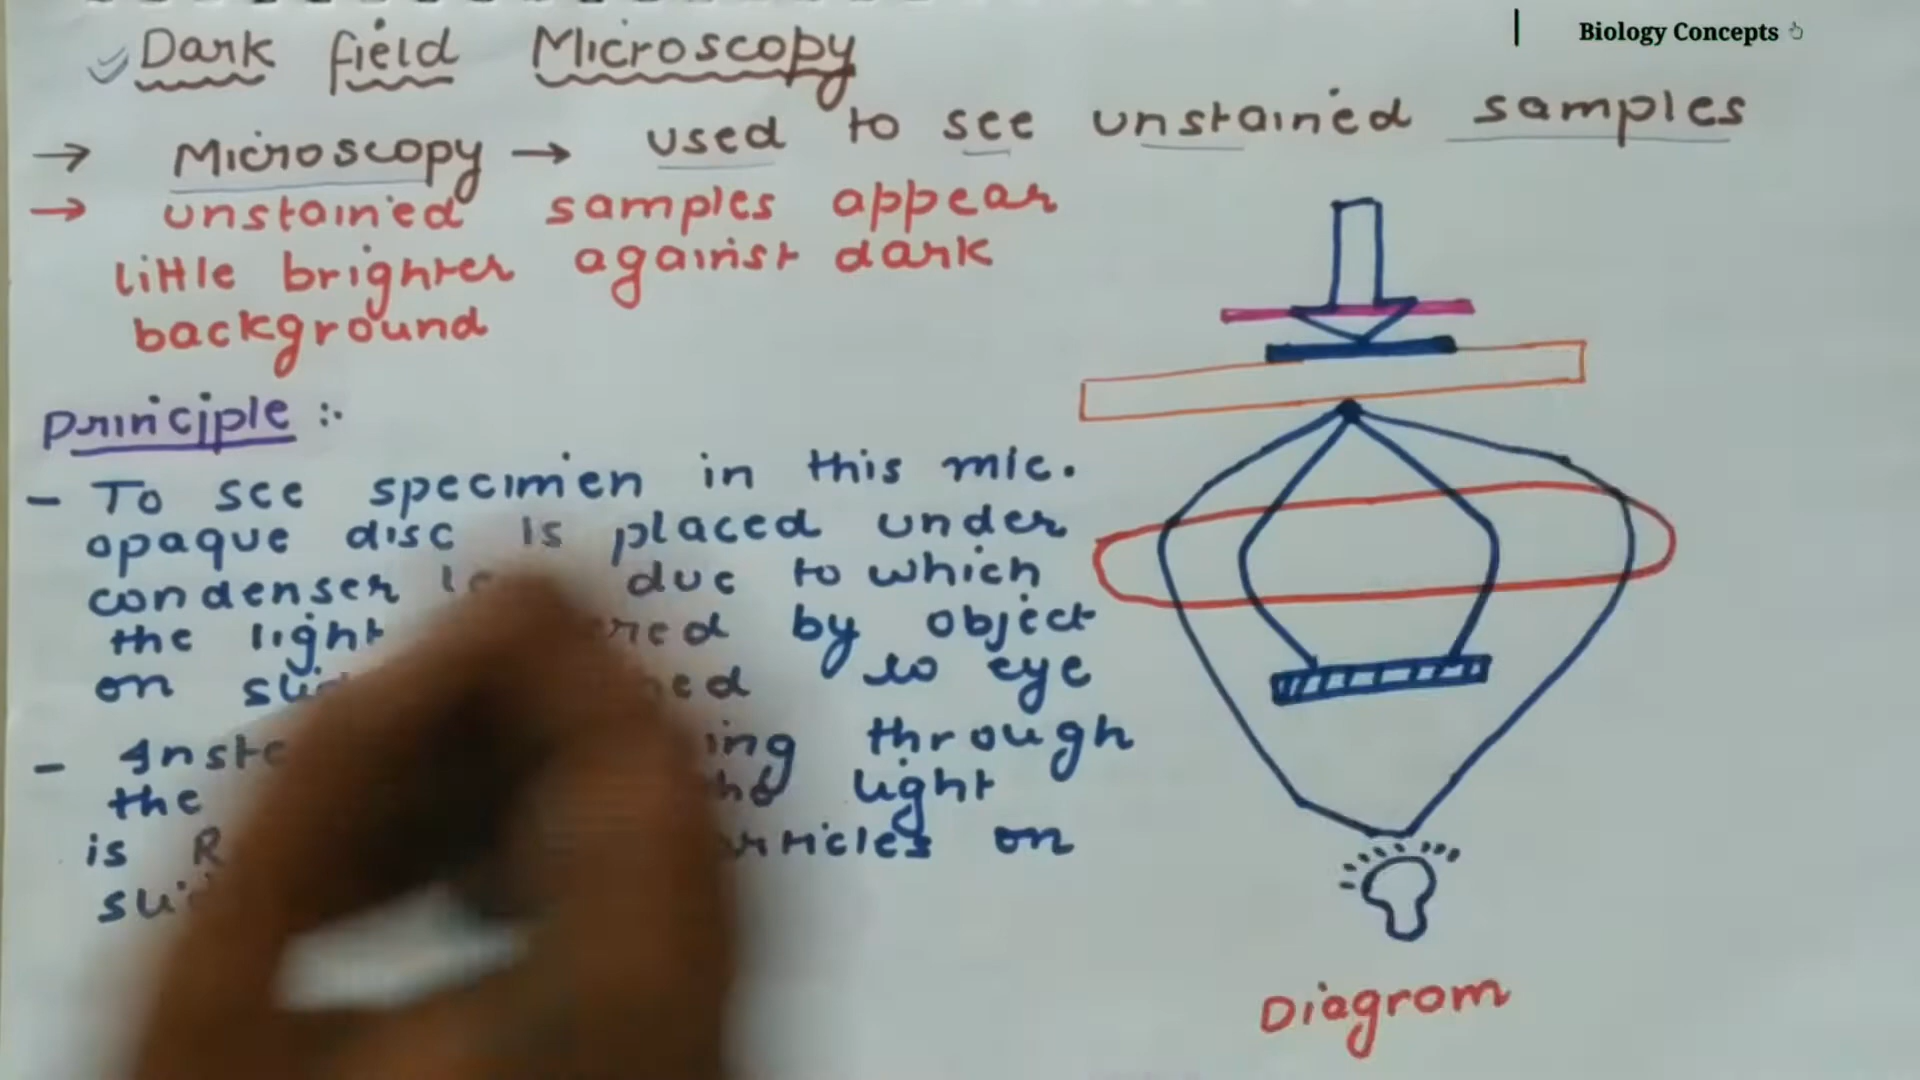 Biology Concepts
Dark field Microscopy
→ Microscopy → used to see unstained samples
→ unstained samples appear
little brighter against dark
background
Principle :-
- To see specimen in this mic.
opaque disc is placed under
condenser due to which
the light by object
on to eye
- through
the light
is on
Diagrom